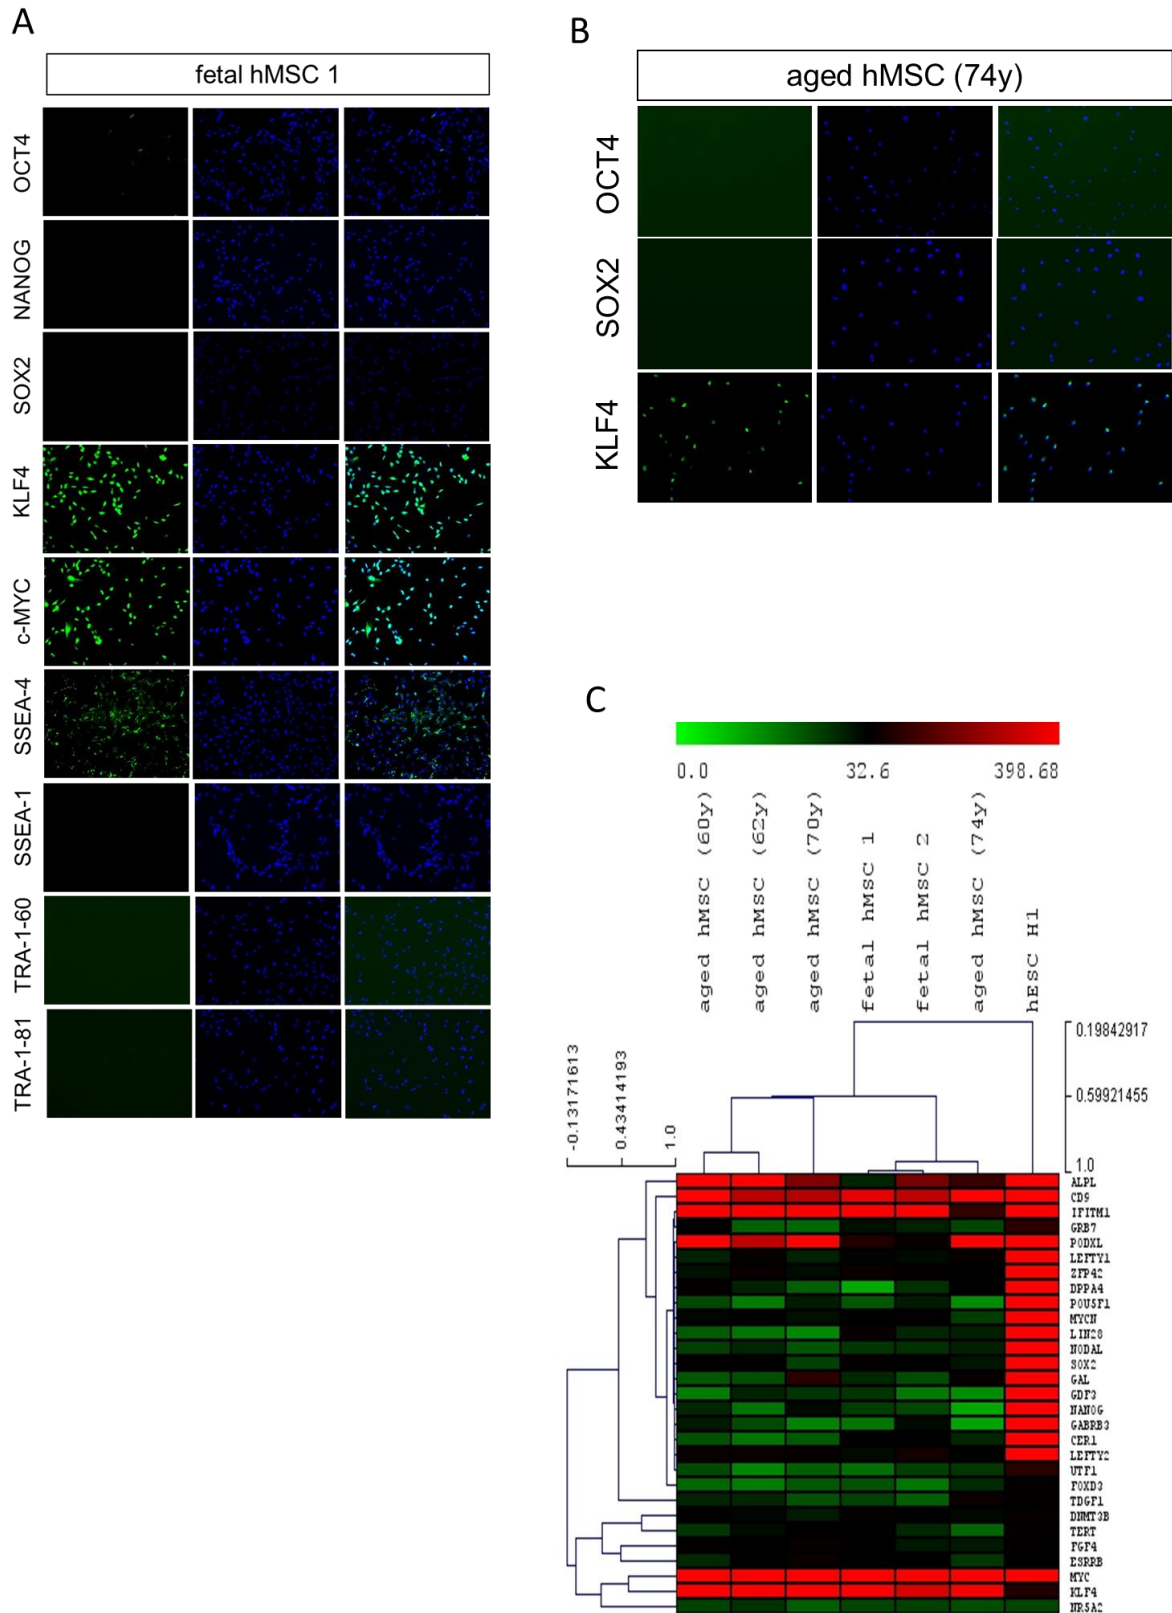 A
fetal hMSC 1
OCT4
NANOG
SOX2
KLF4
c-MYC
SSEA-4
SSEA-1
TRA-1-60
TRA-1-81
B
aged hMSC (74y)
OCT4
SOX2
KLF4
C
0.0 32.6 398.68
aged hMSC (60y)
aged hMSC (62y)
aged hMSC (70y)
fetal hMSC 1
fetal hMSC 2
aged hMSC (74y)
hESC H1
0.19842917
0.59921455
1.0
-0.13171613
0.43414193
1.0
ALPL
CD9
IFITM1
GRB7
PODXL
LEFTY1
ZFP42
DPPA4
POU5F1
MYCN
LIN28
NODAL
SOX2
GAL
GDF3
NANOG
GABRB3
CER1
LEFTY2
UTF1
FOXD3
TDGF1
DNMT3B
TERT
FGF4
ESRRB
MYC
KLF4
NR5A2